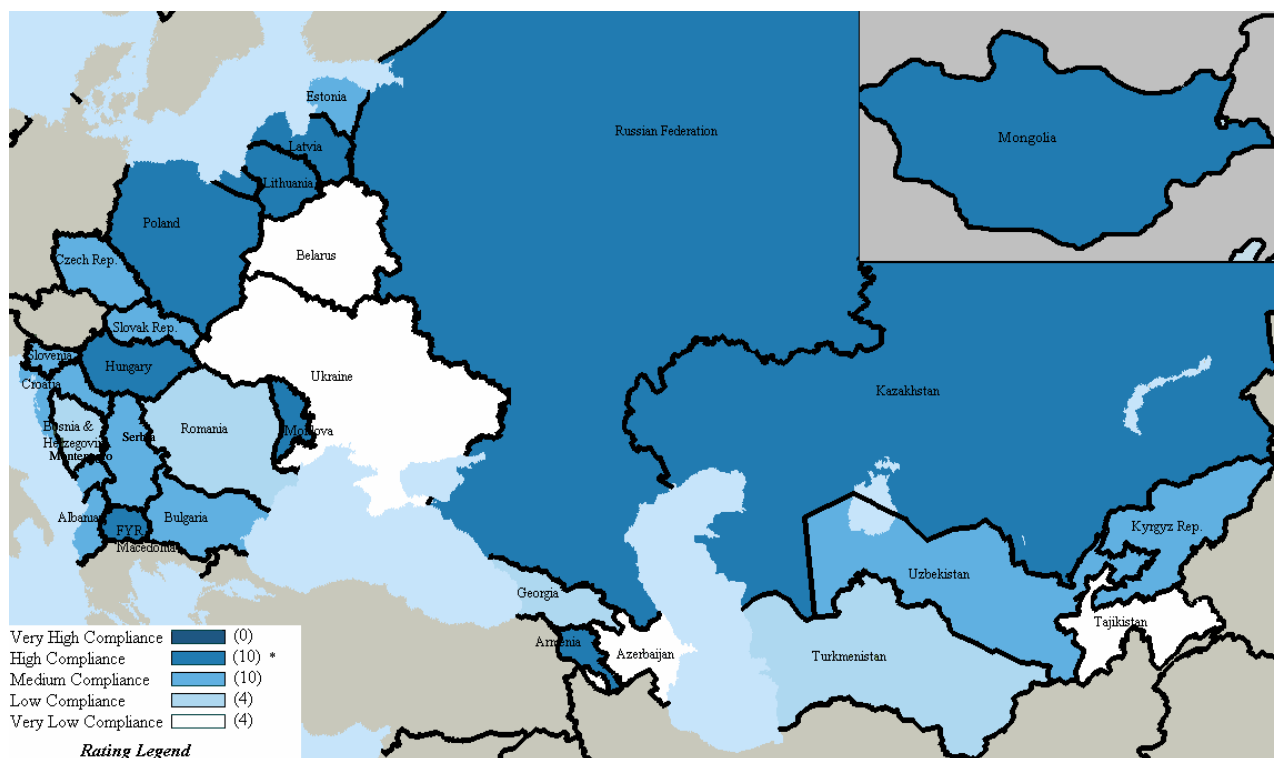 Estonia
Russian Federation
Mongolia
Latvia
Lithuania
Poland
Belarus
Czech Rep.
Slovak Rep.
Slovenia
Hungary
Ukraine
Croatia
Kazakhstan
Bosnia &
Herzegovin
Montenegro
Serbia
Romania
Moldova
Albania
Bulgaria
FYR
Macedonia
Kyrgyz Rep.
Uzbekistan
Georgia
Tajikistan
Armenia
Azerbaijan
Turkmenistan
Very High Compliance (0)
High Compliance (10) *
Medium Compliance (10)
Low Compliance (4)
Very Low Compliance (4)
Rating Legend